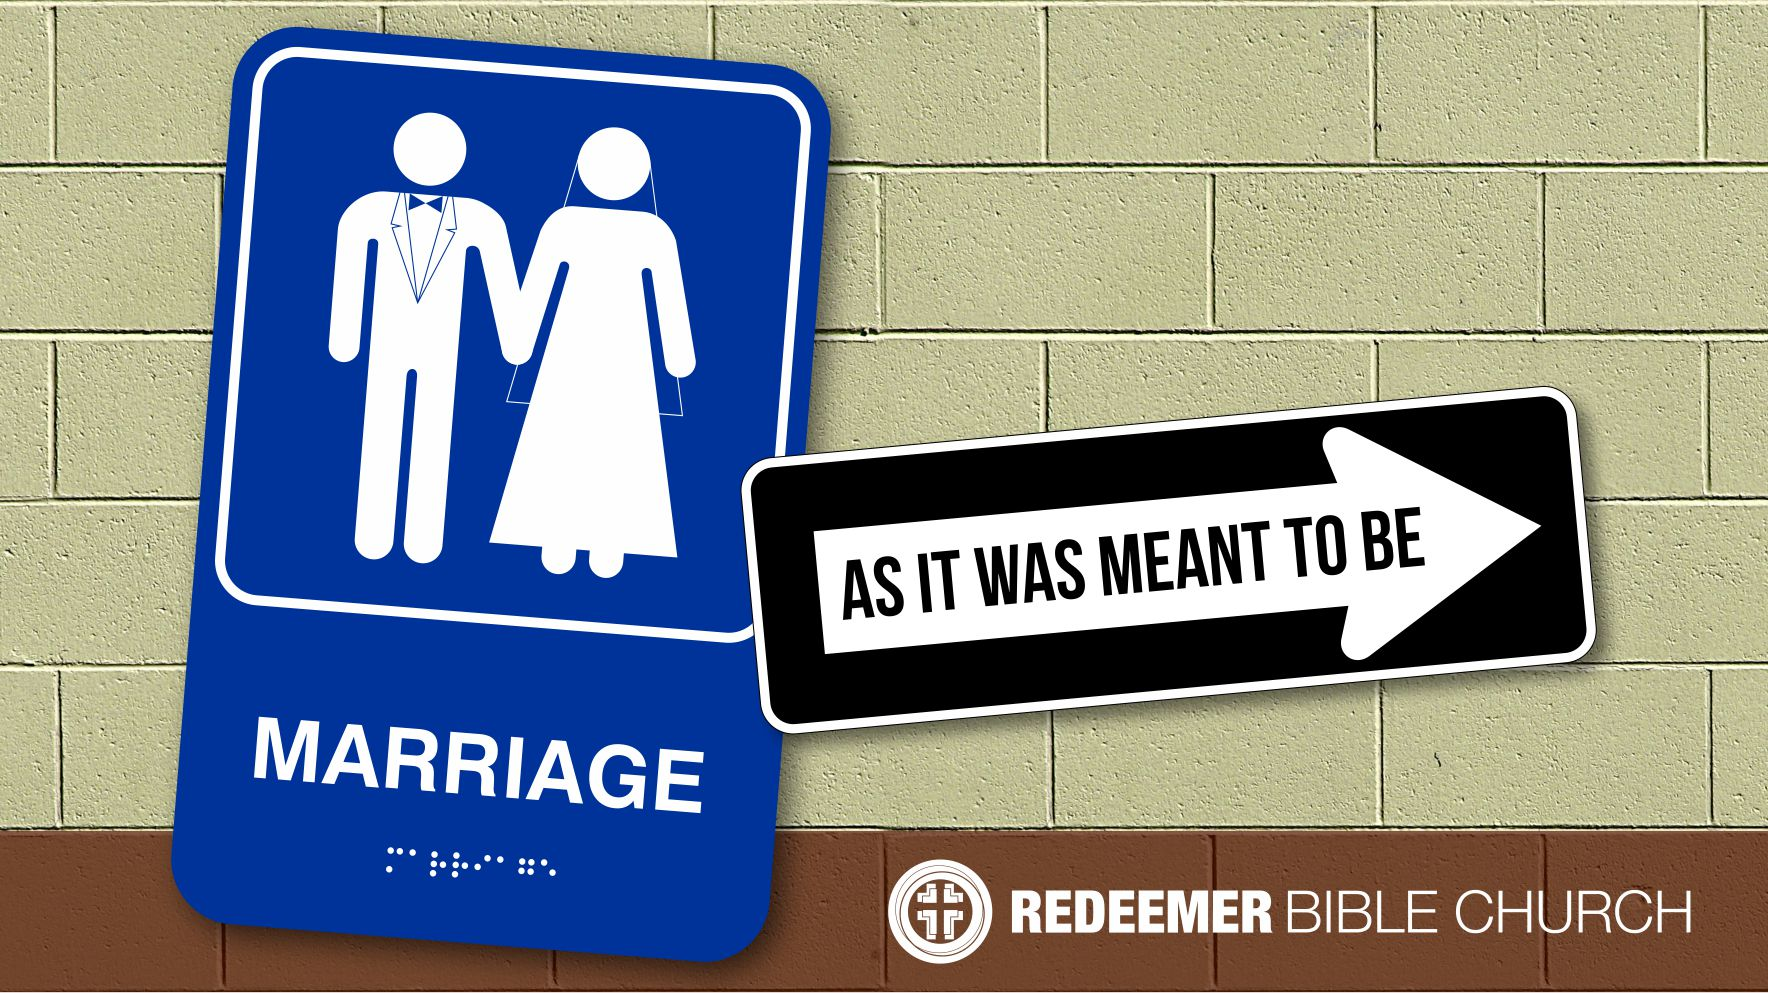 MARRIAGE
⠍⠁⠗⠗⠊⠁⠛⠑
AS IT WAS MEANT TO BE
REDEEMER BIBLE CHURCH